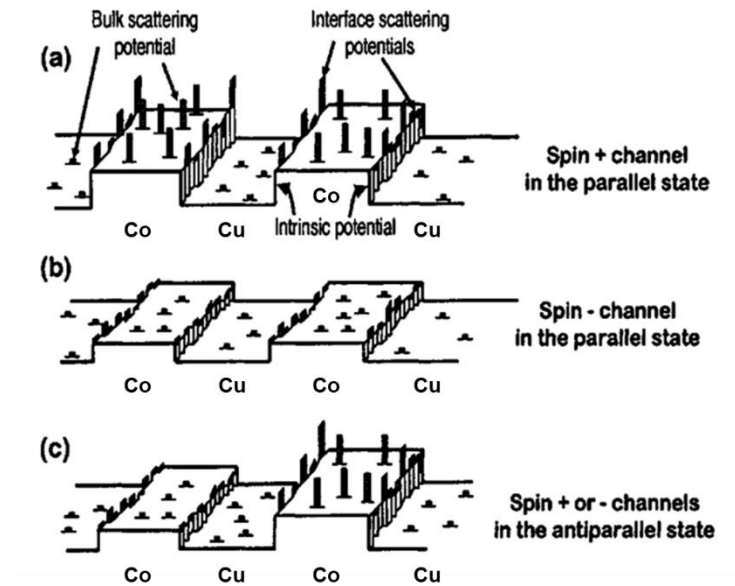 Bulk scattering
potential
Interface scattering
potentials
(a)
Spin + channel
in the parallel state
Co
Co
Cu
Intrinsic potential
Cu
(b)
Spin - channel
in the parallel state
Co
Cu
Co
Cu
(c)
Spin + or - channels
in the antiparallel state
Co
Cu
Co
Cu